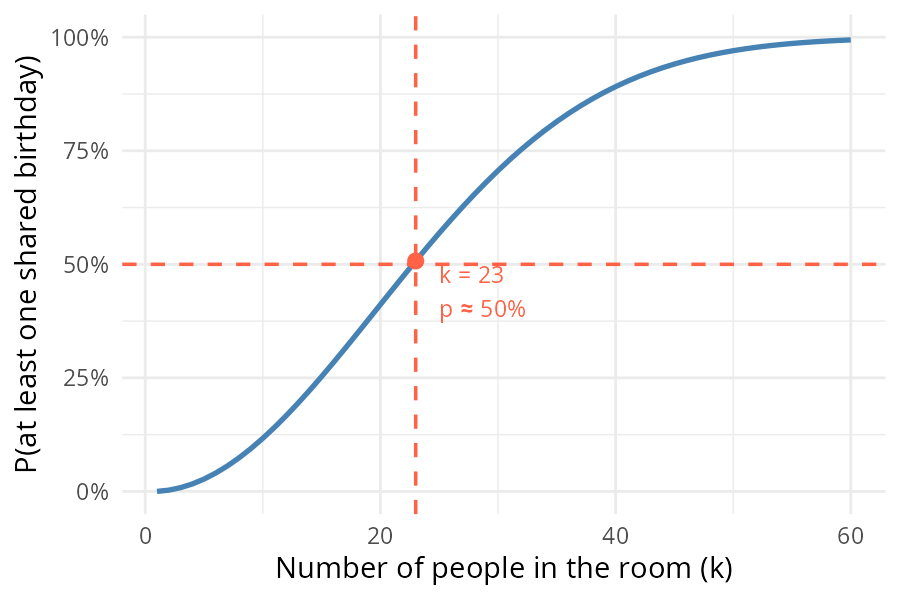 P(at least one shared birthday)
100%
75%
50%
25%
0%
k = 23
p ≈ 50%
0
20
40
60
Number of people in the room (k)